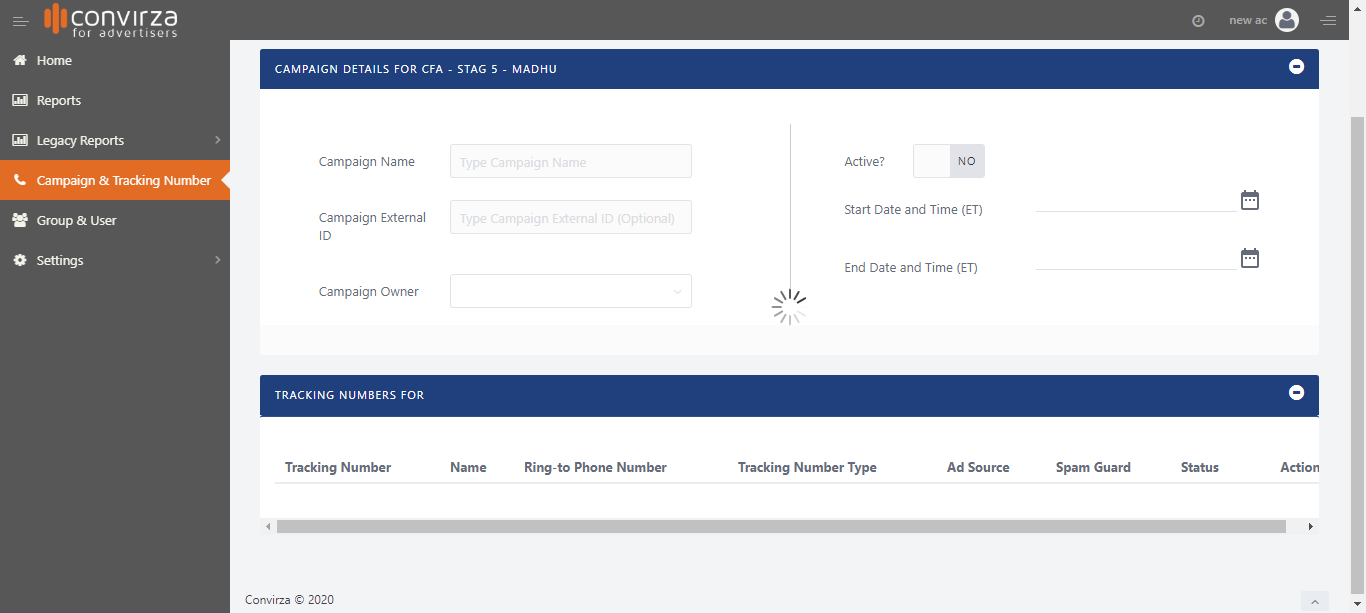 convirza
for advertisers
new ac
Home
Reports
Legacy Reports
Campaign & Tracking Number
Group & User
Settings
CAMPAIGN DETAILS FOR CFA - STAG 5 - MADHU
Campaign Name
Type Campaign Name
Campaign External
ID
Type Campaign External ID (Optional)
Campaign Owner
Active?
NO
Start Date and Time (ET)
End Date and Time (ET)
TRACKING NUMBERS FOR
Tracking Number Name Ring-to Phone Number Tracking Number Type Ad Source Spam Guard Status Action
Convirza © 2020